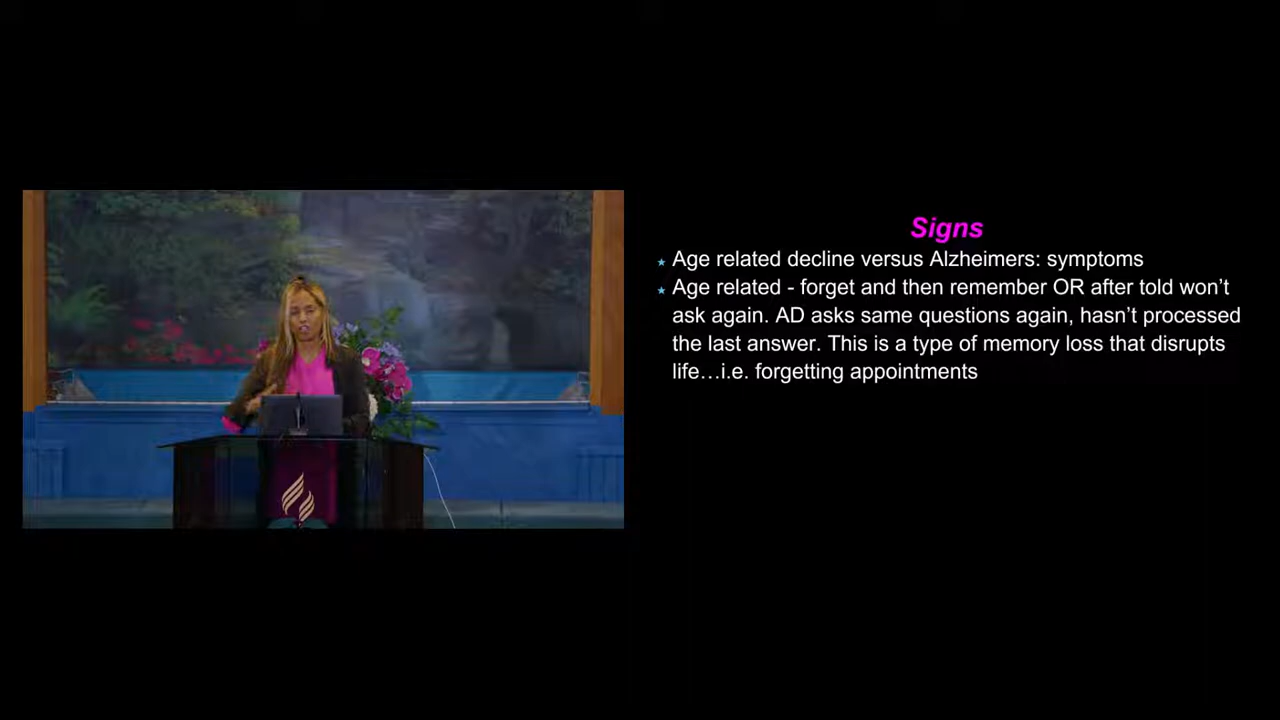 Signs
Age related decline versus Alzheimers: symptoms
Age related - forget and then remember OR after told won’t
ask again. AD asks same questions again, hasn’t processed
the last answer. This is a type of memory loss that disrupts
life…i.e. forgetting appointments